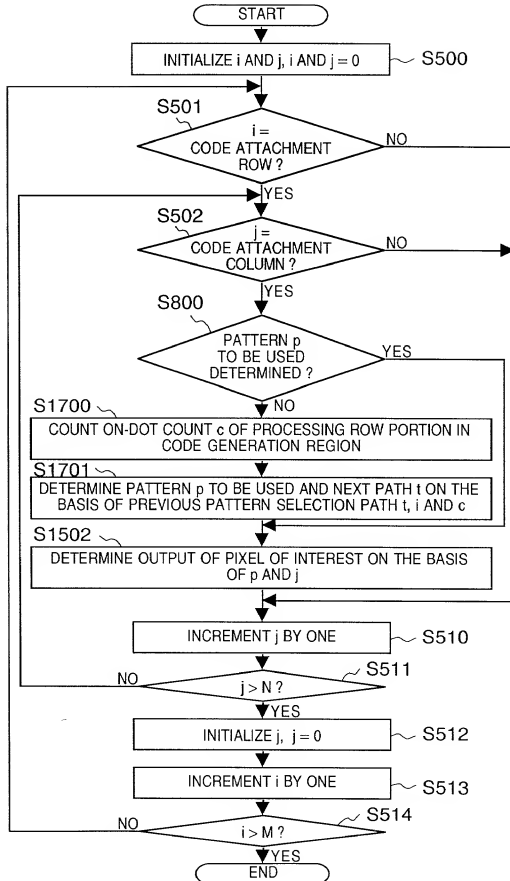 START
INITIALIZE i AND j, i AND j = 0
S500
S501
i =
CODE ATTACHMENT
ROW ?
NO
YES
S502
j =
CODE ATTACHMENT
COLUMN ?
NO
YES
S800
PATTERN p
TO BE USED
DETERMINED ?
YES
NO
S1700
COUNT ON-DOT COUNT c OF PROCESSING ROW PORTION IN
CODE GENERATION REGION
S1701
DETERMINE PATTERN p TO BE USED AND NEXT PATH t ON THE
BASIS OF PREVIOUS PATTERN SELECTION PATH t, i AND c
S1502
DETERMINE OUTPUT OF PIXEL OF INTEREST ON THE BASIS
OF p AND j
INCREMENT j BY ONE
S510
S511
NO
j > N ?
YES
INITIALIZE j, j = 0
S512
INCREMENT i BY ONE
S513
S514
NO
i > M ?
YES
END